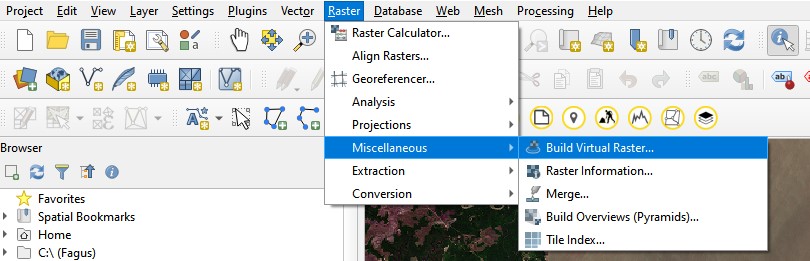 Project Edit View Layer Settings Plugins Vector Raster Database Web Mesh Processing Help
Raster Calculator...
Align Rasters...
Georeferencer...
Analysis
Projections
Miscellaneous
Extraction
Conversion
Build Virtual Raster...
Raster Information...
Merge...
Build Overviews (Pyramids)...
Tile Index...
abc
abc
Browser
Favorites
Spatial Bookmarks
Home
C:\ (Fagus)